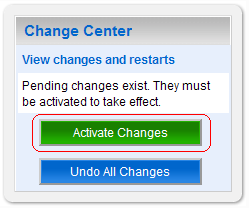 Change Center
View changes and restarts
Pending changes exist. They must
be activated to take effect.
Activate Changes
Undo All Changes